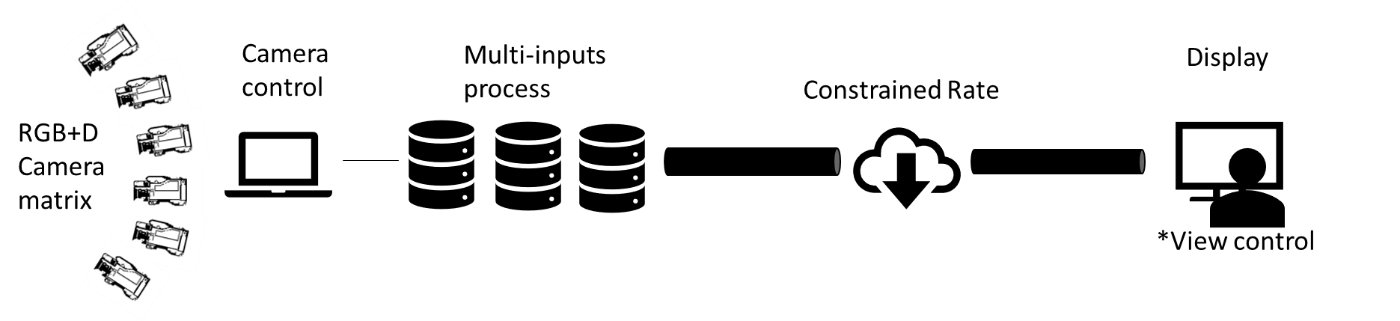 RGB+D
Camera
matrix
Camera
control
Multi-inputs
process
Constrained Rate
Display
*View control